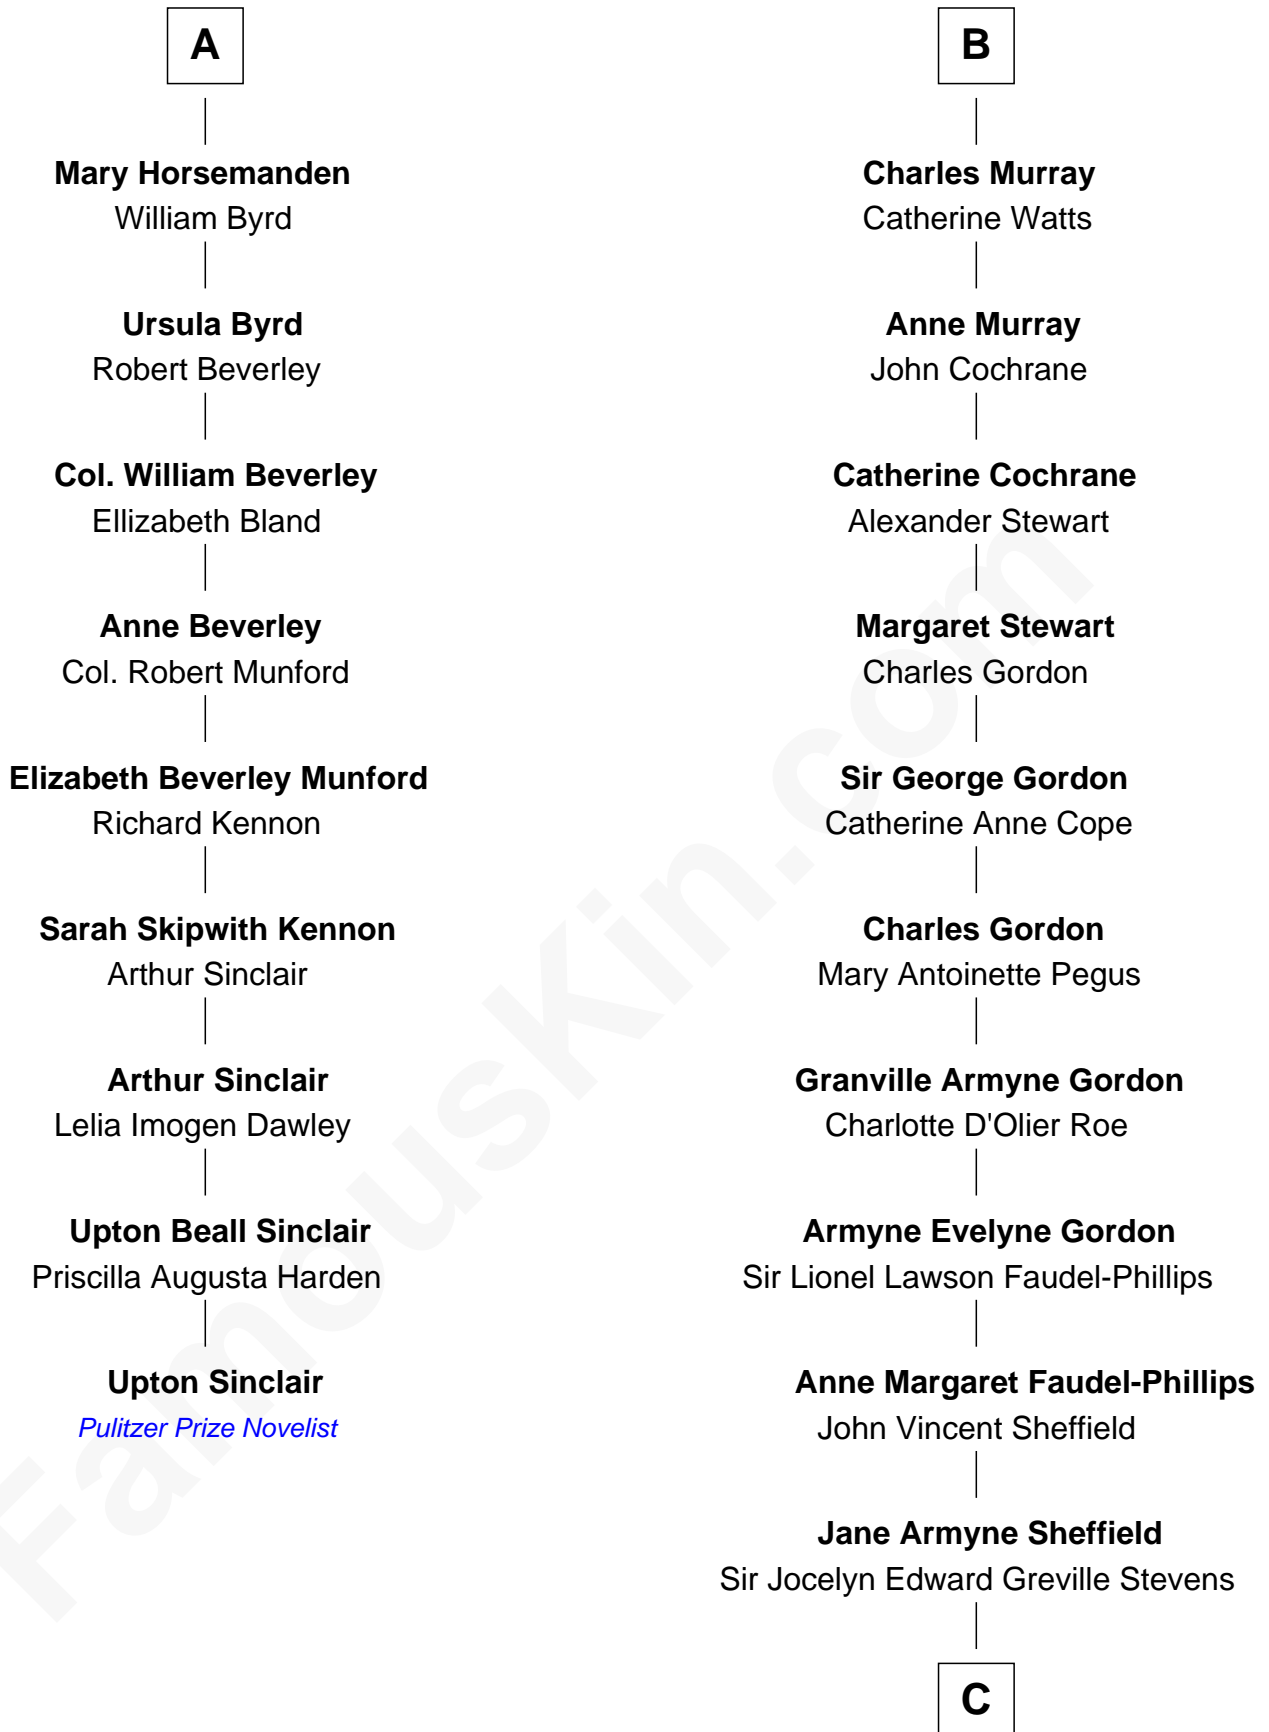 A
Mary Horsemanden
William Byrd
Ursula Byrd
Robert Beverley
Col. William Beverley
Ellizabeth Bland
Anne Beverley
Col. Robert Munford
Elizabeth Beverley Munford
Richard Kennon
Sarah Skipwith Kennon
Arthur Sinclair
Arthur Sinclair
Lelia Imogen Dawley
Upton Beall Sinclair
Priscilla Augusta Harden
Upton Sinclair
Pulitzer Prize Novelist
B
Charles Murray
Catherine Watts
Anne Murray
John Cochrane
Catherine Cochrane
Alexander Stewart
Margaret Stewart
Charles Gordon
Sir George Gordon
Catherine Anne Cope
Charles Gordon
Mary Antoinette Pegus
Granville Armyne Gordon
Charlotte D'Olier Roe
Armyne Evelyne Gordon
Sir Lionel Lawson Faudel-Phillips
Anne Margaret Faudel-Phillips
John Vincent Sheffield
Jane Armyne Sheffield
Sir Jocelyn Edward Greville Stevens
C
FamousKin.com